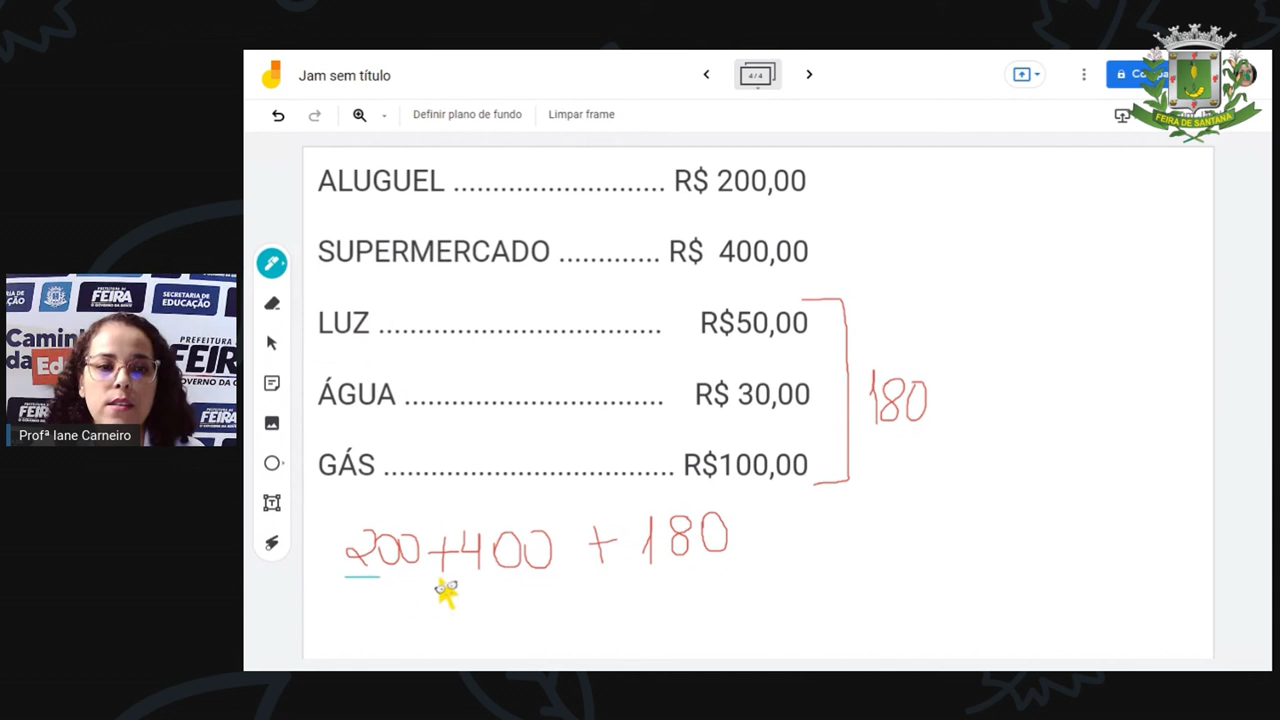 Jam sem título
4/4
FEIRA DE SANTANA
Definir plano de fundo
Limpar frame
ALUGUEL ........................... R$ 200,00
SUPERMERCADO ............. R$ 400,00
LUZ .................................... R$50,00
ÁGUA ................................. R$ 30,00
GÁS ..................................... R$100,00
180
200+400 + 180
FEIRA
SECRETARIA DE
EDUCAÇÃO
PREFEITURA
Profª Iane Carneiro